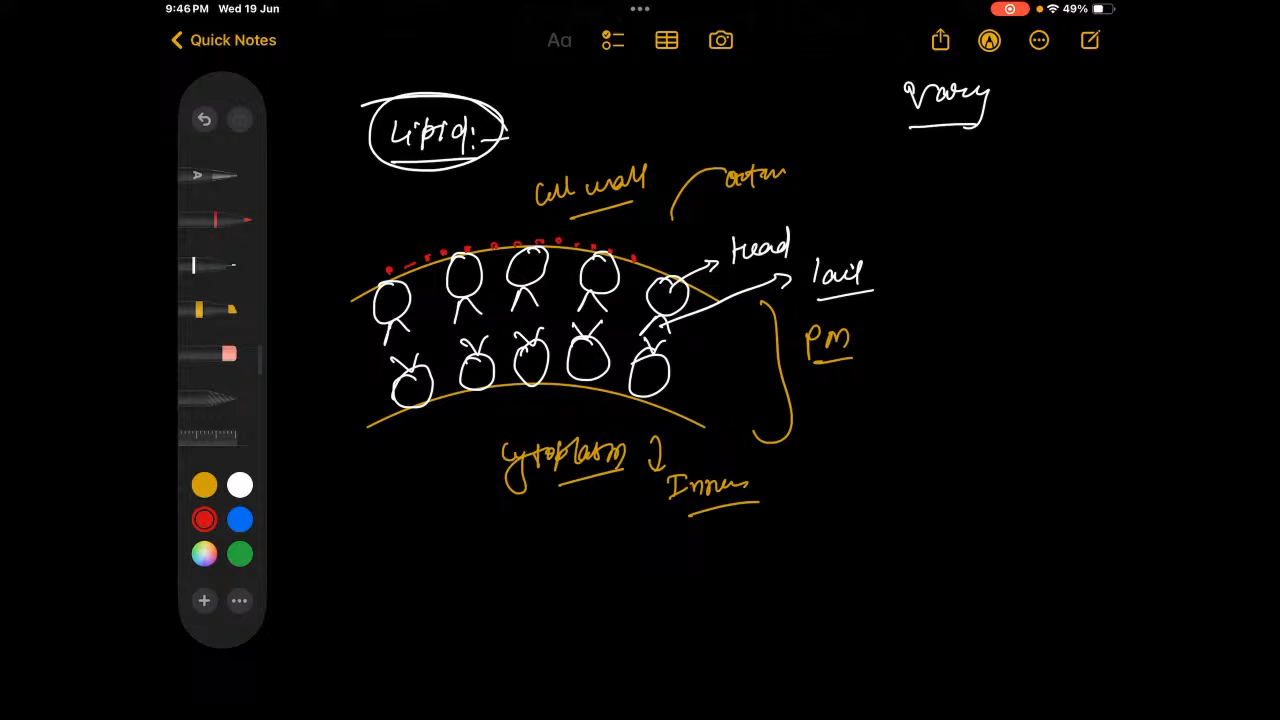 9:46 PM Wed 19 Jun
49%
Quick Notes
Aa
Vary
Lipid:-
Cell wall
outer
Head
tail
PM
Cytoplasm
Inner
A